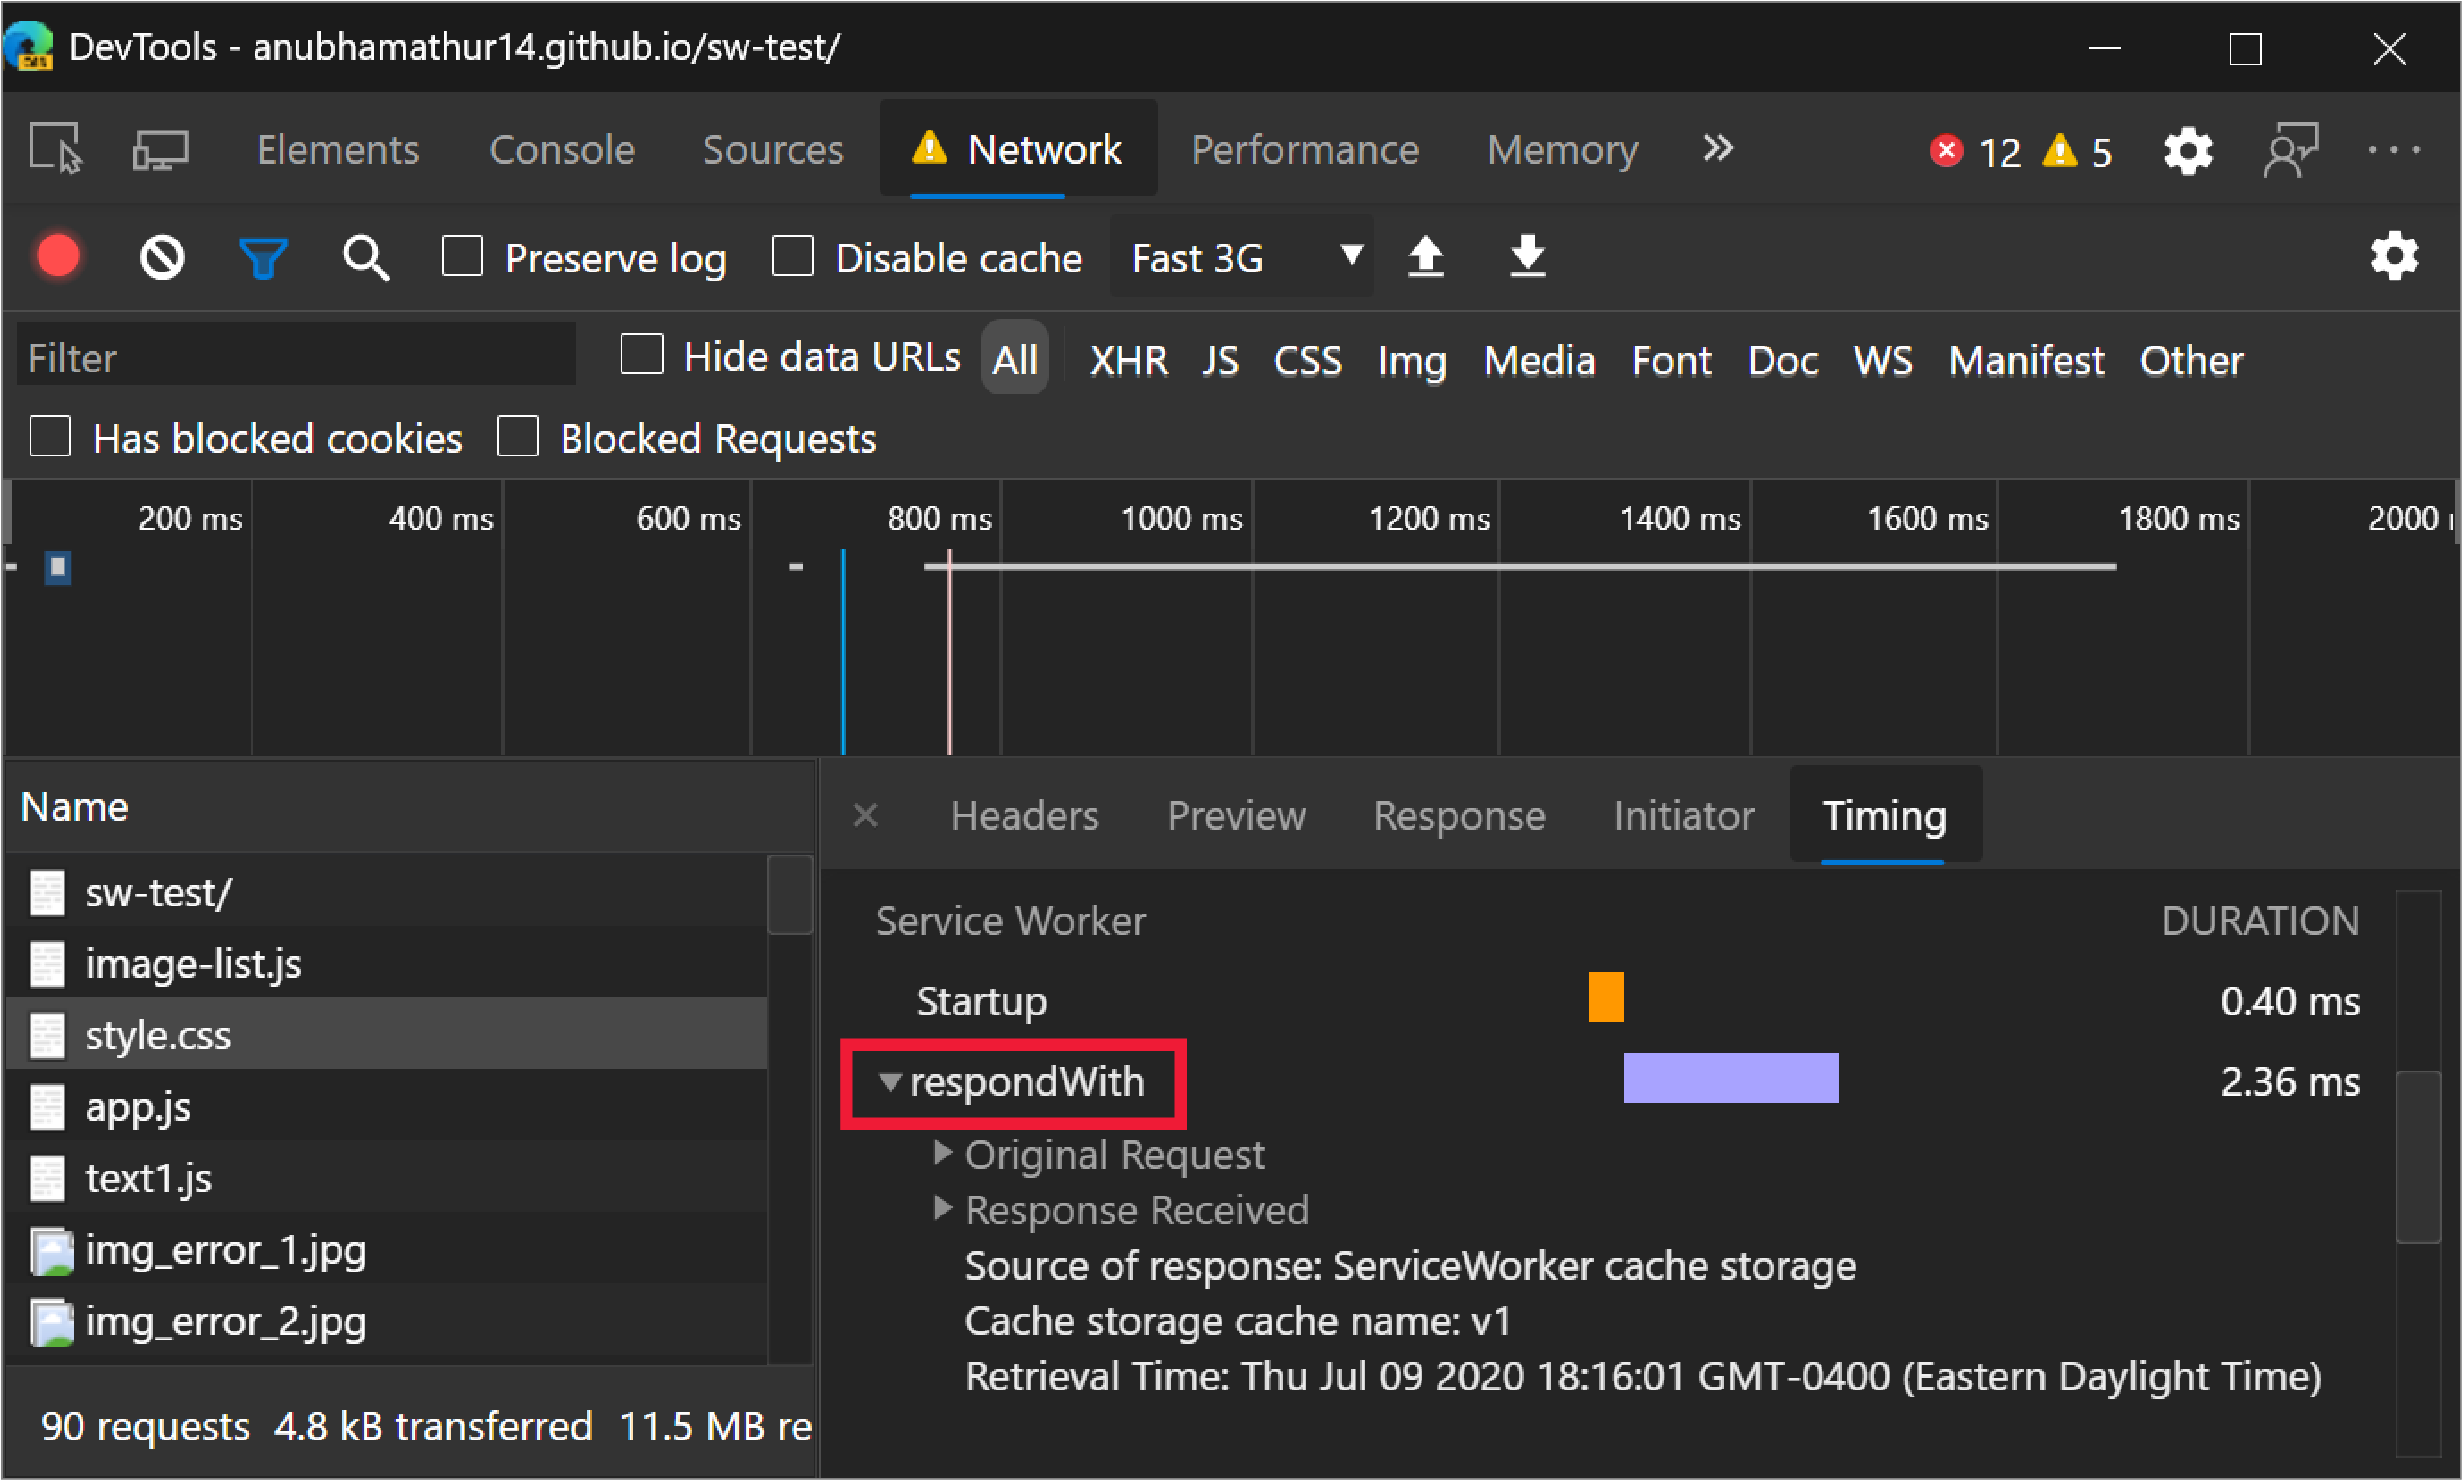 DevTools - anubhamathur14.github.io/sw-test/
Elements Console Sources Network Performance Memory 12 5
Preserve log Disable cache Fast 3G
Filter Hide data URLs All XHR JS CSS Img Media Font Doc WS Manifest Other
Has blocked cookies Blocked Requests
200 ms 400 ms 600 ms 800 ms 1000 ms 1200 ms 1400 ms 1600 ms 1800 ms 2000
Name
sw-test/
image-list.js
style.css
app.js
text1.js
img_error_1.jpg
img_error_2.jpg
90 requests 4.8 kB transferred 11.5 MB re
Headers Preview Response Initiator Timing
Service Worker DURATION
Startup 0.40 ms
respondWith 2.36 ms
Original Request
Response Received
Source of response: ServiceWorker cache storage
Cache storage cache name: v1
Retrieval Time: Thu Jul 09 2020 18:16:01 GMT-0400 (Eastern Daylight Time)